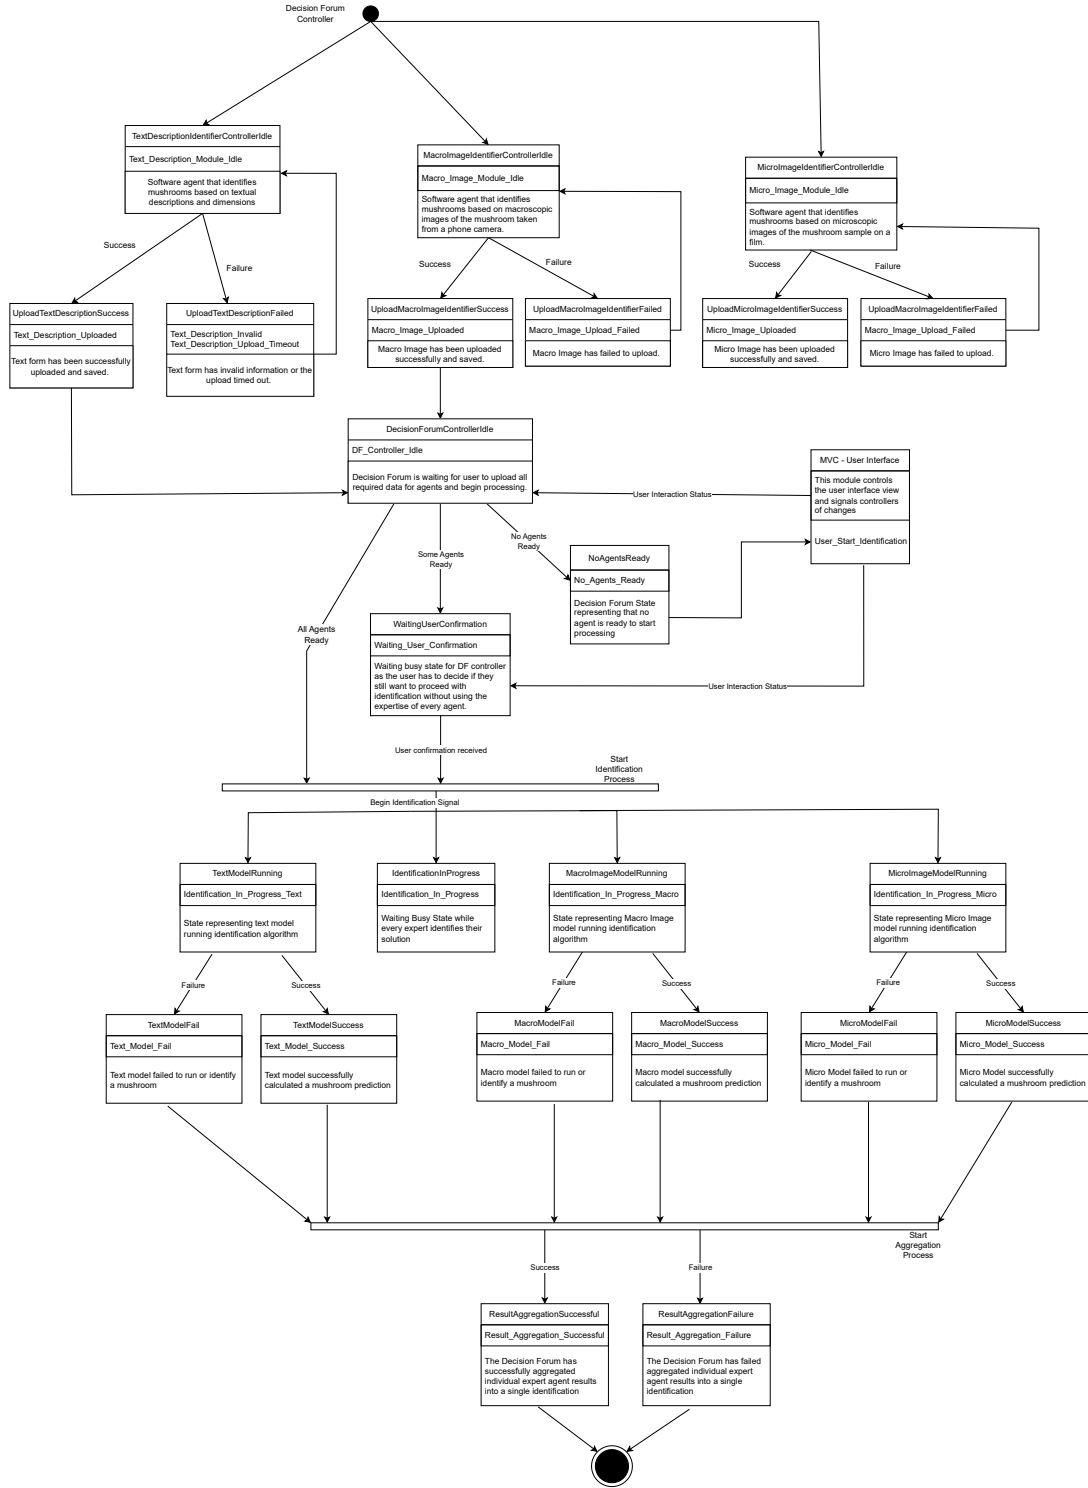 Decision Forum
Controller
TextDescriptionIdentifierControllerIdle
Text_Description_Module_Idle
Software agent that identifies
mushrooms based on textual
descriptions and dimensions
MacroImageIdentifierControllerIdle
Macro_Image_Module_Idle
Software agent that identifies
mushrooms based on macroscopic
images of the mushroom taken
from a phone camera.
MicroImageIdentifierControllerIdle
Micro_Image_Module_Idle
Software agent that identifies
mushrooms based on microscopic
images of the mushroom sample on a
film.
Success
Failure
Success
Failure
Success
Failure
UploadTextDescriptionSuccess
Text_Description_Uploaded
Text form has been successfully
uploaded and saved.
UploadTextDescriptionFailed
Text_Description_Invalid
Text_Description_Upload_Timeout
Text form has invalid information or the
upload timed out.
UploadMacroImageIdentifierSuccess
Macro_Image_Uploaded
Macro Image has been uploaded
successfully and saved.
UploadMacroImageIdentifierFailed
Macro_Image_Upload_Failed
Macro Image has failed to upload.
UploadMicroImageIdentifierSuccess
Micro_Image_Uploaded
Micro Image has been uploaded
successfully and saved.
UploadMacroImageIdentifierFailed
Macro_Image_Upload_Failed
Micro Image has failed to upload.
DecisionForumControllerIdle
DF_Controller_Idle
Decision Forum is waiting for user to upload all
required data for agents and begin processing.
MVC - User Interface
This module controls
the user interface view
and signals controllers
of changes
User_Start_Identification
User Interaction Status
No Agents
Ready
Some Agents
Ready
All Agents
Ready
NoAgentsReady
No_Agents_Ready
Decision Forum State
representing that no
agent is ready to start
processing
WaitingUserConfirmation
Waiting_User_Confirmation
Waiting busy state for DF controller
as the user has to decide if they
still want to proceed with
identification without using the
expertise of every agent.
User Interaction Status
User confirmation received
Start
Identification
Process
Begin Identification Signal
TextModelRunning
Identification_In_Progress_Text
State representing text model
running identification algorithm
IdentificationInProgress
Identification_In_Progress
Waiting Busy State while
every expert identifies their
solution
MacroImageModelRunning
Identification_In_Progress_Macro
State representing Macro Image
model running identification
algorithm
MicroImageModelRunning
Identification_In_Progress_Micro
State representing Micro Image
model running identification
algorithm
Failure
Success
Failure
Success
Failure
Success
TextModelFail
Text_Model_Fail
Text model failed to run or identify
a mushroom
TextModelSuccess
Text_Model_Success
Text model successfully
calculated a mushroom prediction
MacroModelFail
Macro_Model_Fail
Macro model failed to run or
identify a mushroom
MacroModelSuccess
Macro_Model_Success
Macro model successfully
calculated a mushroom prediction
MicroModelFail
Micro_Model_Fail
Micro Model failed to run or
identify a mushroom
MicroModelSuccess
Micro_Model_Success
Micro Model successfully
calculated a mushroom prediction
Start
Aggregation
Process
Success
Failure
ResultAggregationSuccessful
Result_Aggregation_Successful
The Decision Forum has
successfully aggregated
individual expert agent results
into a single identification
ResultAggregationFailure
Result_Aggregation_Failure
The Decision Forum has failed
aggregated individual expert
agent results into a single
identification